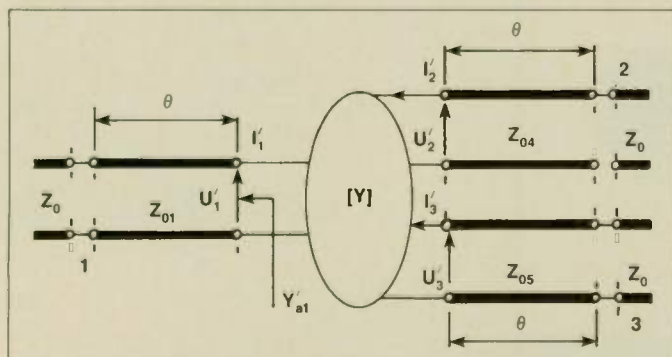 θ
I′₂
2
θ
I′₁
U′₂
Z₀₄
Z₀
Z₀
U′₁
[Y]
I′₃
Z₀₁
Z₀₅
Z₀
1
Y′ₐ₁
U′₃
θ
3